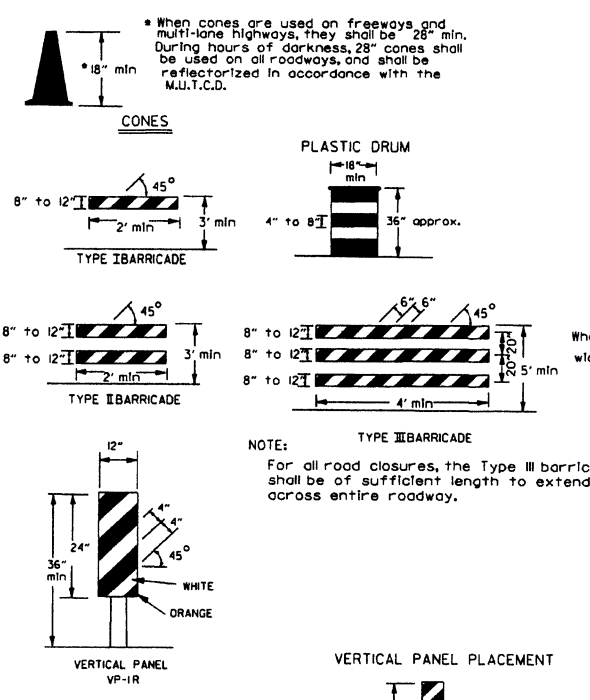 * When cones are used on freeways and
multi-lane highways, they shall be 28" min.
During hours of darkness, 28" cones shall
be used on all roadways, and shall be
reflectorized in accordance with the
M.U.T.C.D.
*18" min
CONES
PLASTIC DRUM
18"
min
4" to 8"
36" approx.
45°
8" to 12"
2' min
3' min
TYPE I BARRICADE
45°
8" to 12"
8" to 12"
2' min
3' min
TYPE II BARRICADE
6" 6"
45°
8" to 12"
8" to 12"
8" to 12"
20"
20"
5' min
4' min
TYPE III BARRICADE
NOTE:
For all road closures, the Type III barric
shall be of sufficient length to extend
across entire roadway.
12"
4"
4"
45°
24"
36"
min
WHITE
ORANGE
VERTICAL PANEL
VP-1R
VERTICAL PANEL PLACEMENT